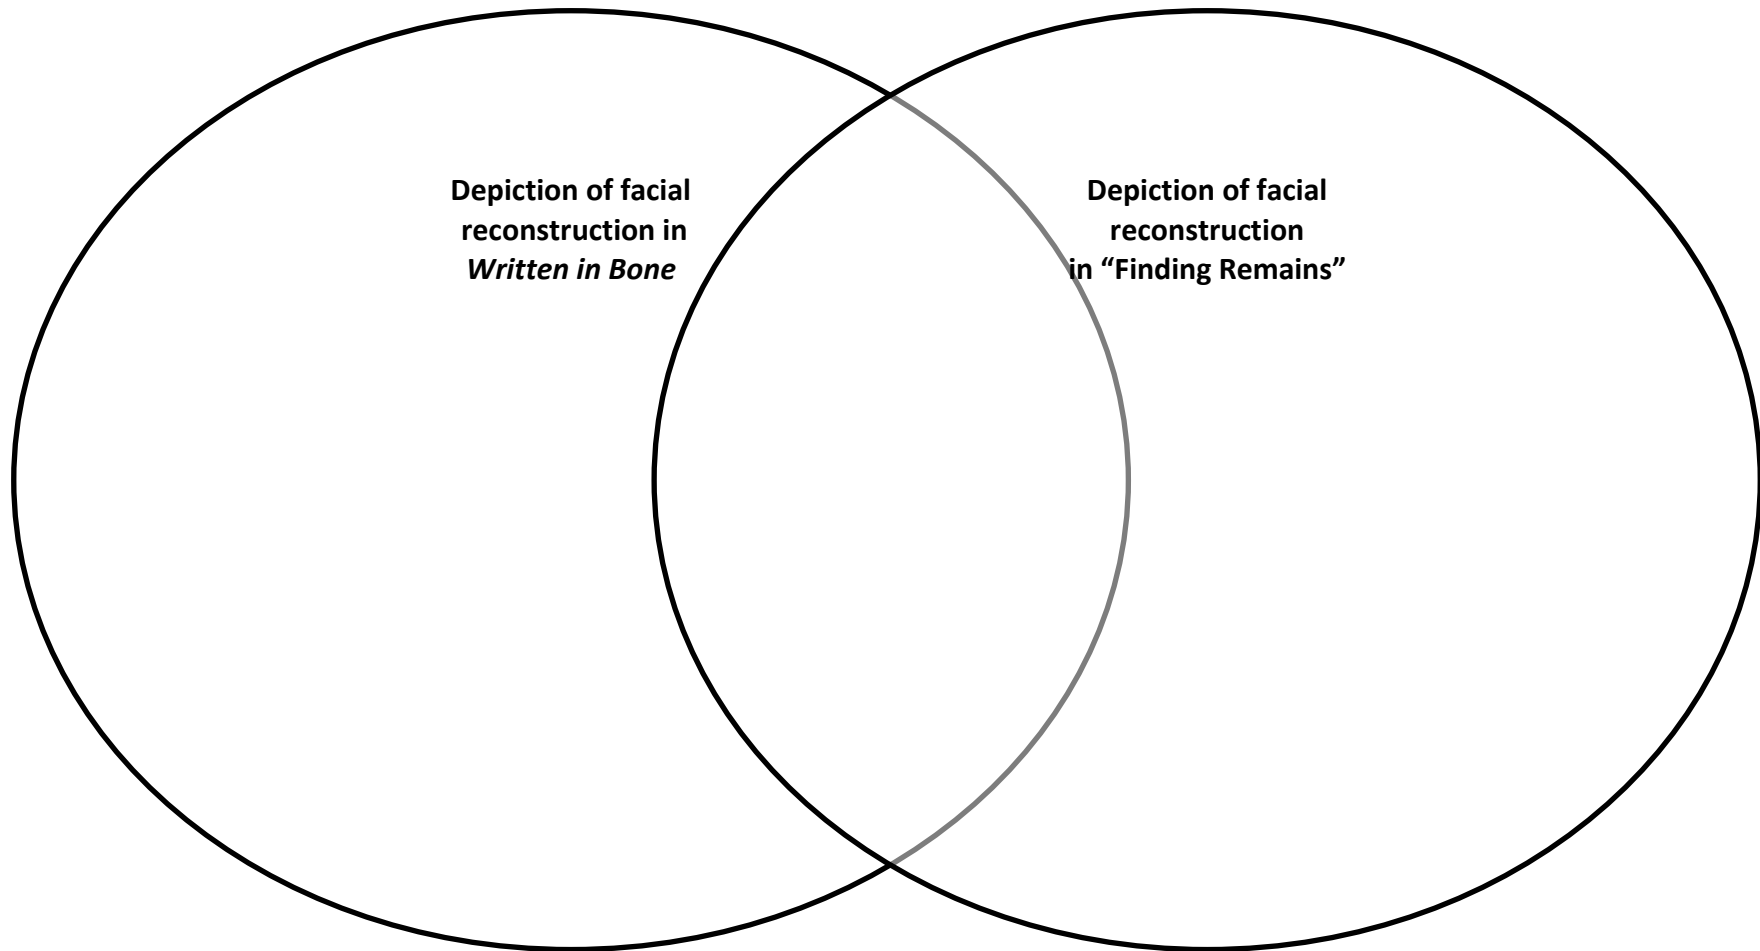 Depiction of facial
reconstruction in
Written in Bone
Depiction of facial
reconstruction
in “Finding Remains”